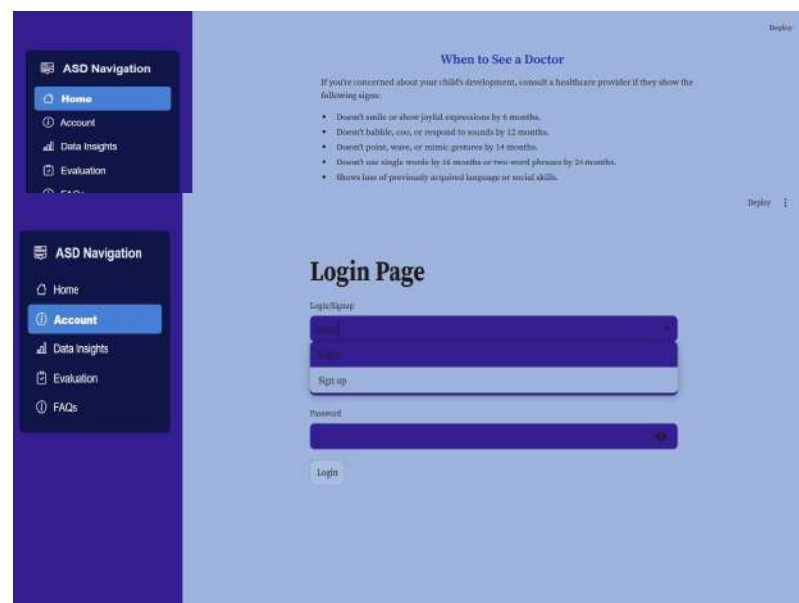 Deploy
ASD Navigation
Home
Account
Data Insights
Evaluation
FAQs
When to See a Doctor
If you're concerned about your child's development, consult a healthcare provider if they show the
following signs:
• Doesn't smile or show joyful expressions by 6 months.
• Doesn't babble, coo, or respond to sounds by 12 months.
• Doesn't point, wave, or mimic gestures by 14 months.
• Doesn't use single words by 16 months or two-word phrases by 24 months.
• Shows loss of previously acquired language or social skills.
Deploy
ASD Navigation
Home
Account
Data Insights
Evaluation
FAQs
Login Page
Login/Signup
Login
Login
Sign up
Password
Login